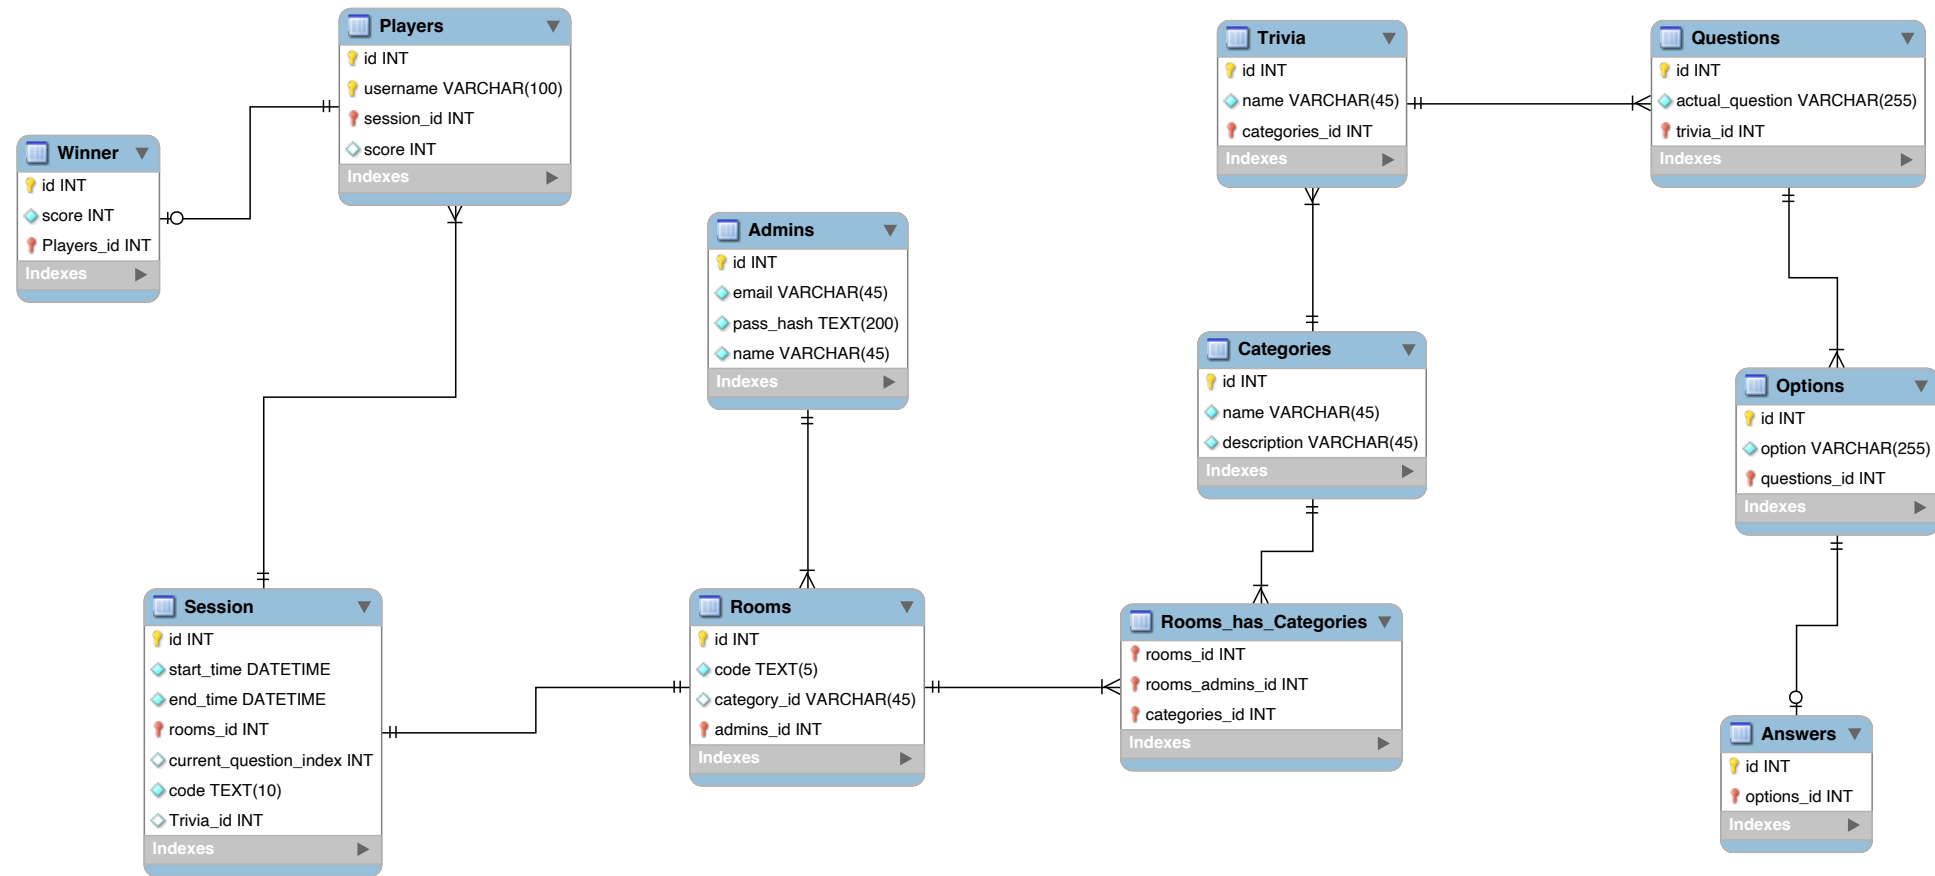 Players
id INT
username VARCHAR(100)
session_id INT
score INT
Indexes
Winner
id INT
score INT
Players_id INT
Indexes
Admins
id INT
email VARCHAR(45)
pass_hash TEXT(200)
name VARCHAR(45)
Indexes
Trivia
id INT
name VARCHAR(45)
categories_id INT
Indexes
Questions
id INT
actual_question VARCHAR(255)
trivia_id INT
Indexes
Categories
id INT
name VARCHAR(45)
description VARCHAR(45)
Indexes
Options
id INT
option VARCHAR(255)
questions_id INT
Indexes
Session
id INT
start_time DATETIME
end_time DATETIME
rooms_id INT
current_question_index INT
code TEXT(10)
Trivia_id INT
Indexes
Rooms
id INT
code TEXT(5)
category_id VARCHAR(45)
admins_id INT
Indexes
Rooms_has_Categories
rooms_id INT
rooms_admins_id INT
categories_id INT
Indexes
Answers
id INT
options_id INT
Indexes